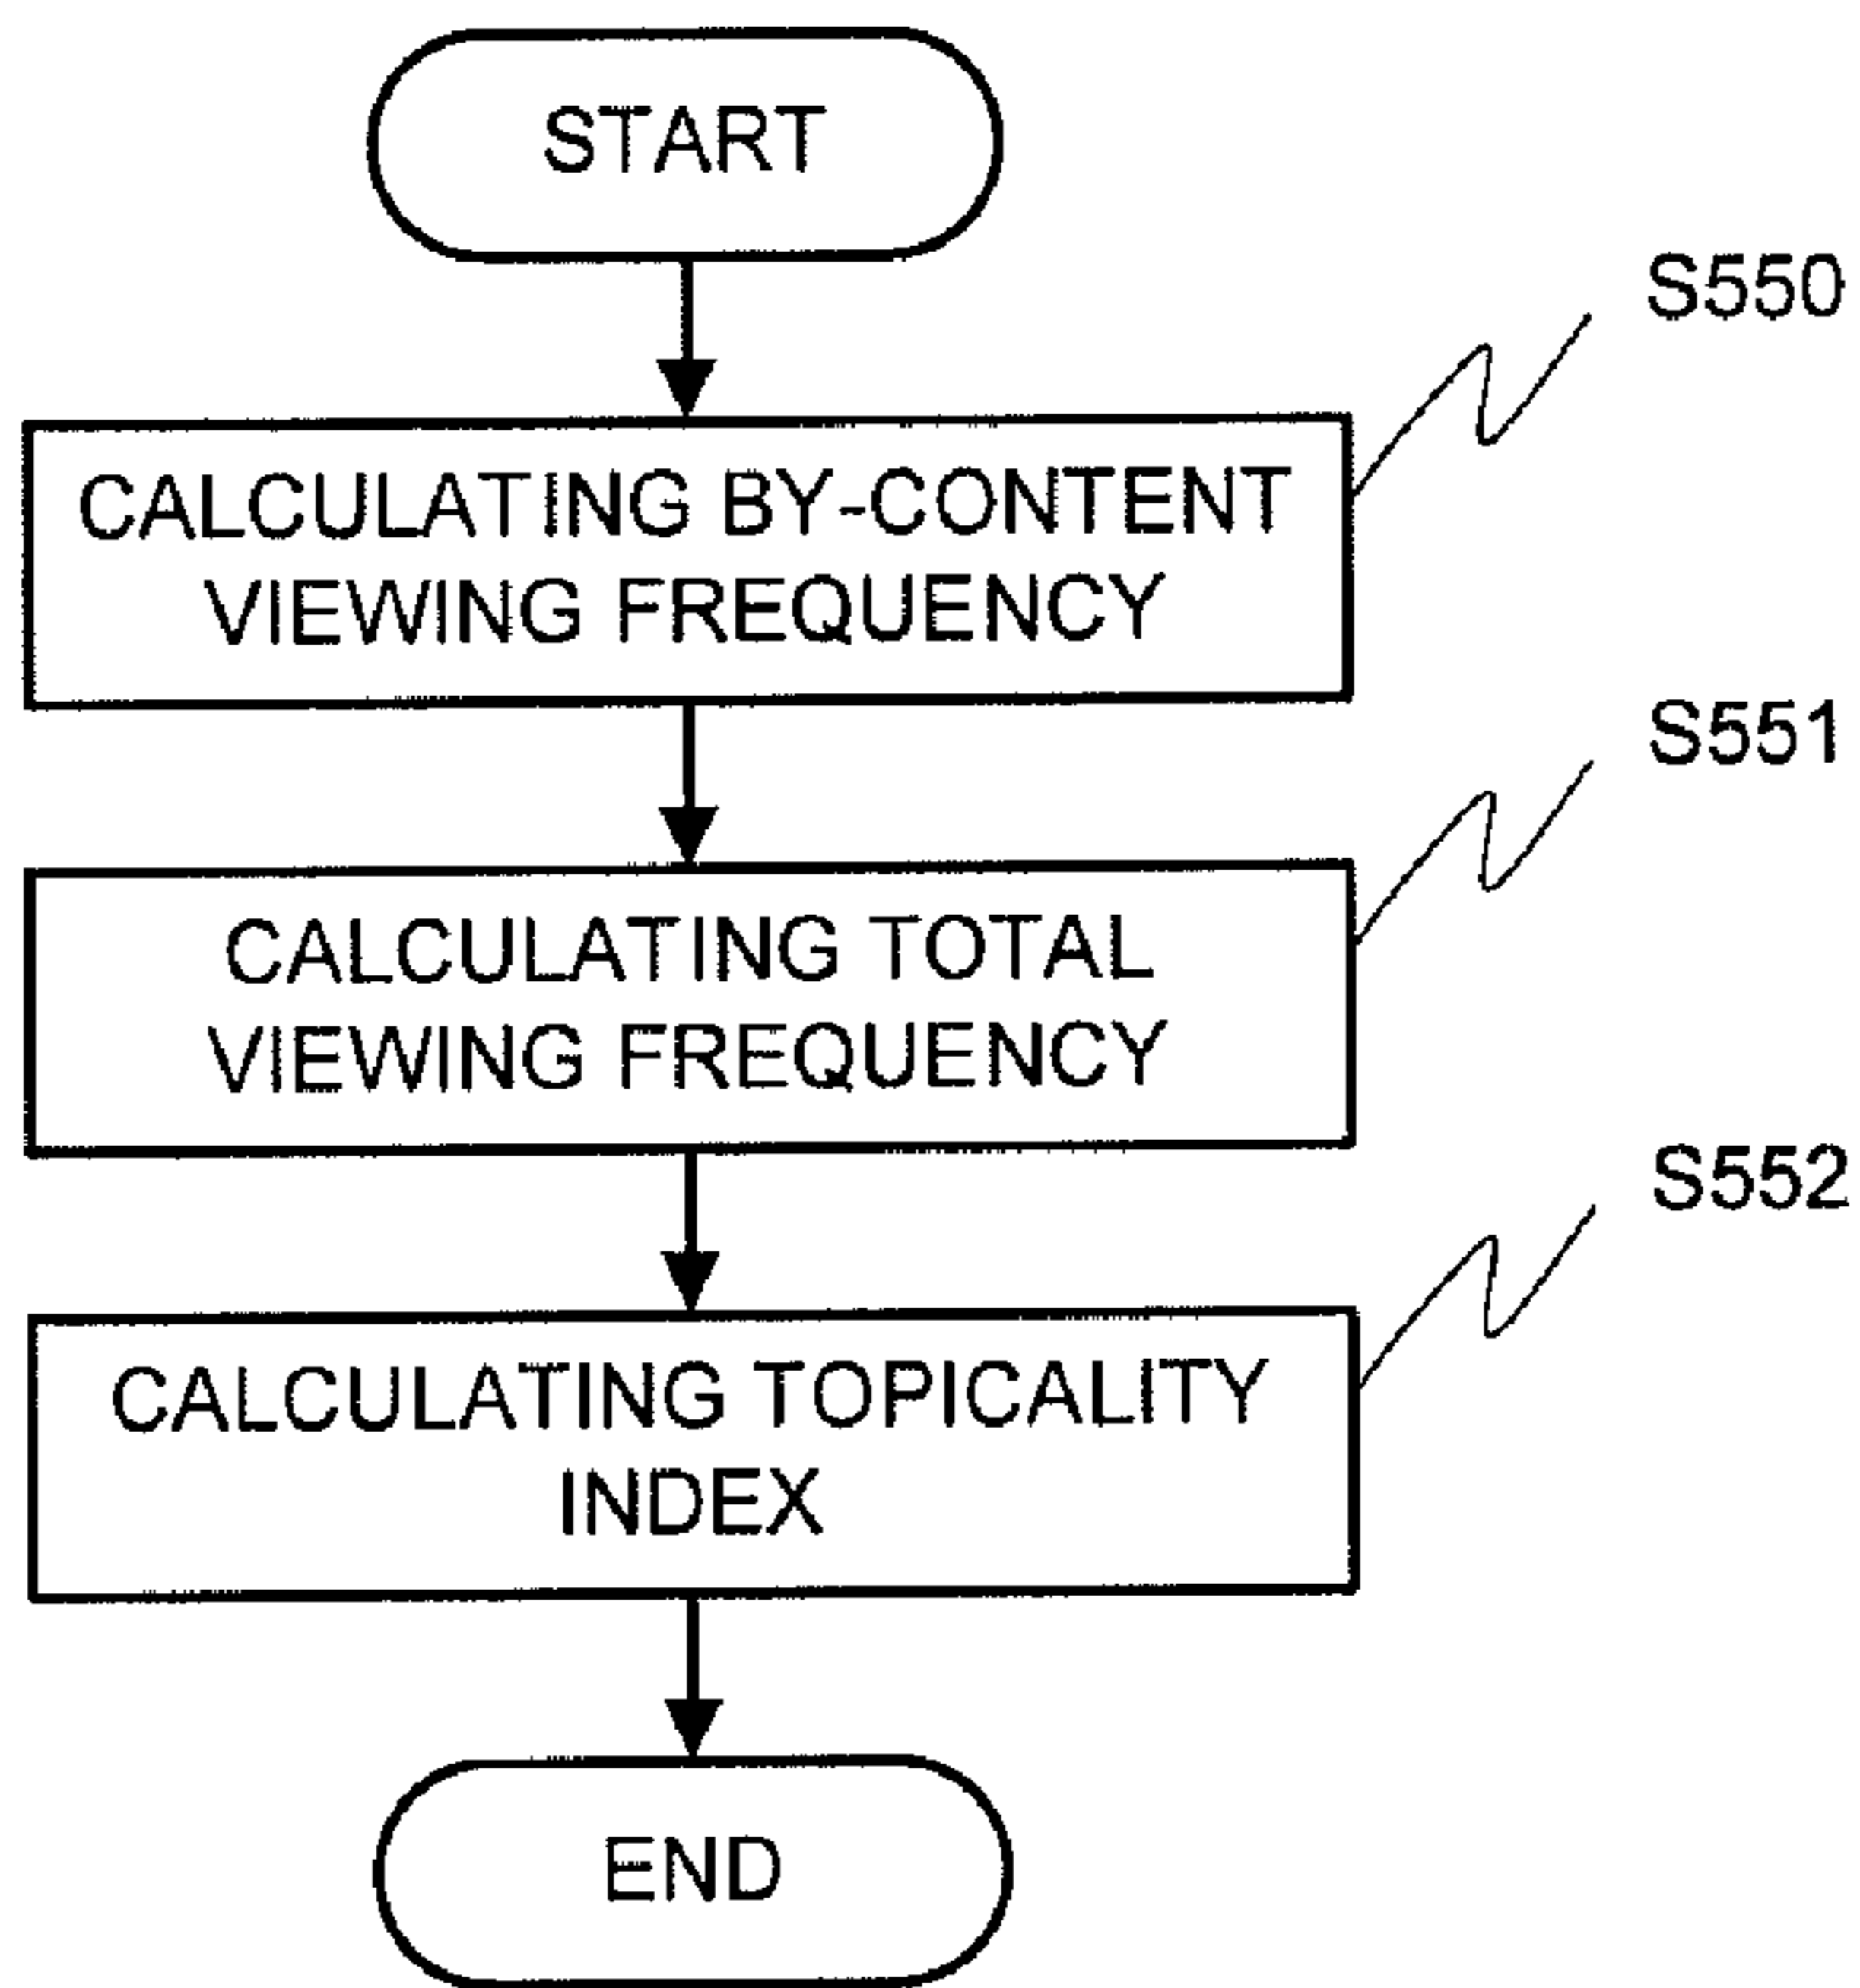 START
S550
CALCULATING BY-CONTENT
VIEWING FREQUENCY
S551
CALCULATING TOTAL
VIEWING FREQUENCY
S552
CALCULATING TOPICALITY
INDEX
END